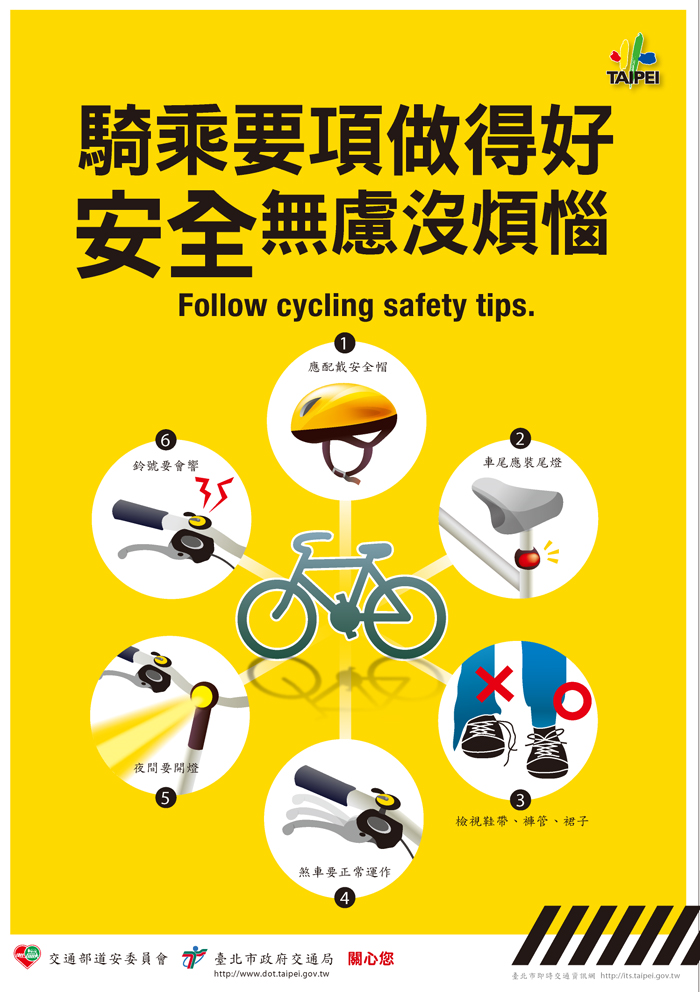 TAIPEI
騎乘要項做得好
安全無慮沒煩惱
Follow cycling safety tips.
1
應配戴安全帽
2
車尾應裝尾燈
3
檢視鞋帶、褲管、裙子
4
煞車要正常運作
5
夜間要開燈
6
鈴號要會響
交通部道安委員會
臺北市政府交通局
關心您
http://www.dot.taipei.gov.tw
臺北市即時交通資訊網 http://its.taipei.gov.tw